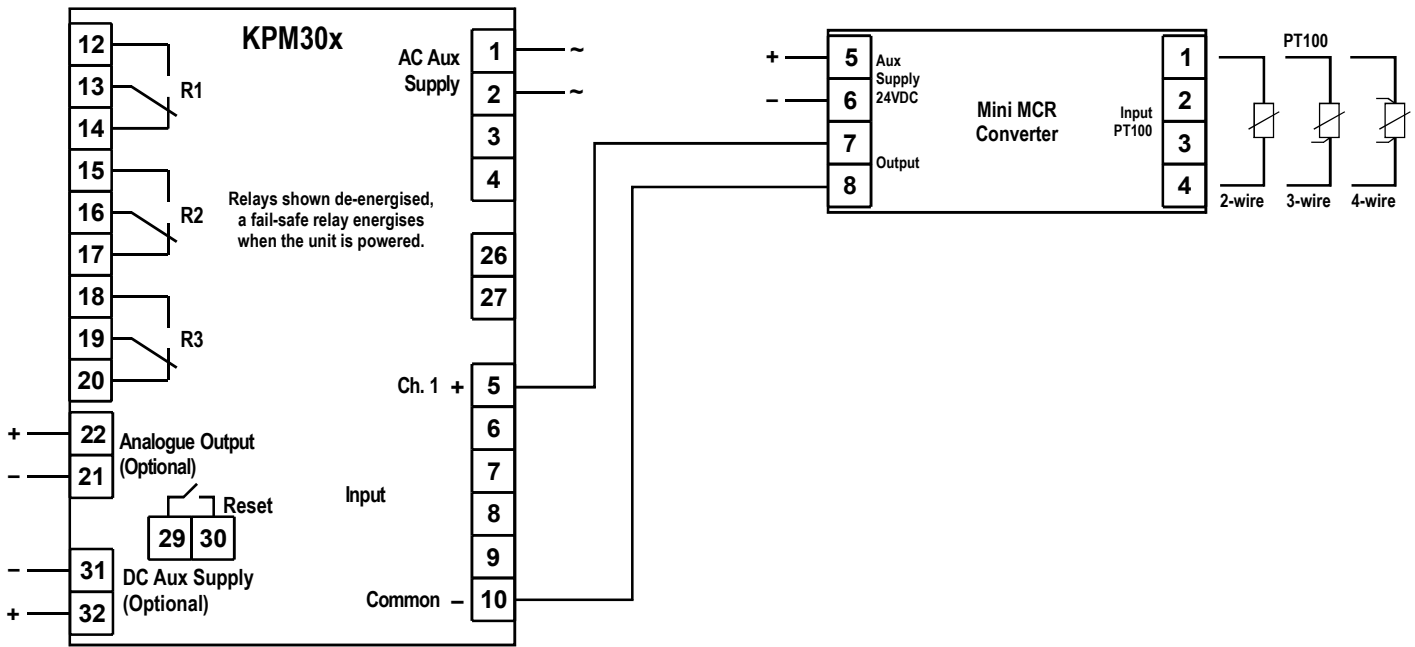 KPM30x
12
13
14
R1
15
16
17
R2
18
19
20
R3
+ 22
− 21
Analogue Output
(Optional)
Reset
29 30
− 31
+ 32
DC Aux Supply
(Optional)
Relays shown de-energised,
a fail-safe relay energises
when the unit is powered.
AC Aux
Supply
1 ~
2 ~
3
4
26
27
Ch. 1 + 5
6
7
Input
8
9
Common − 10
+ 5
− 6
7
8
Aux
Supply
24VDC
Output
Mini MCR
Converter
Input
PT100
1
2
3
4
PT100
2-wire 3-wire 4-wire